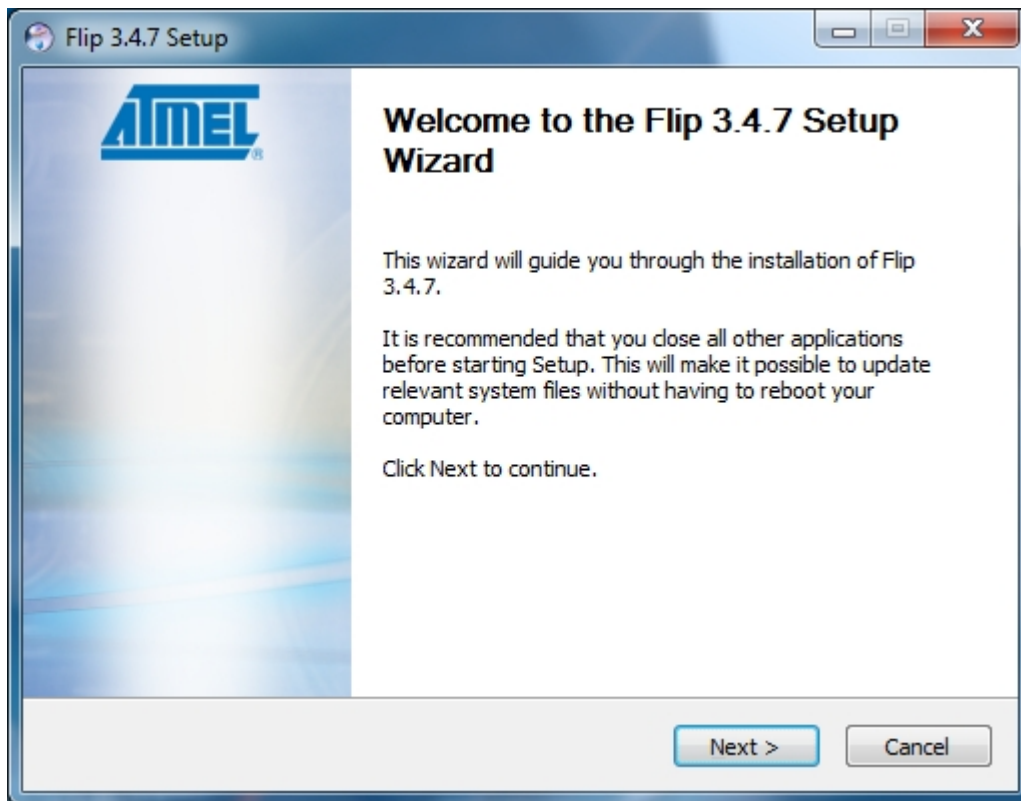 Flip 3.4.7 Setup
ATMEL
®
Welcome to the Flip 3.4.7 Setup
Wizard
This wizard will guide you through the installation of Flip
3.4.7.
It is recommended that you close all other applications
before starting Setup. This will make it possible to update
relevant system files without having to reboot your
computer.
Click Next to continue.
Next >
Cancel